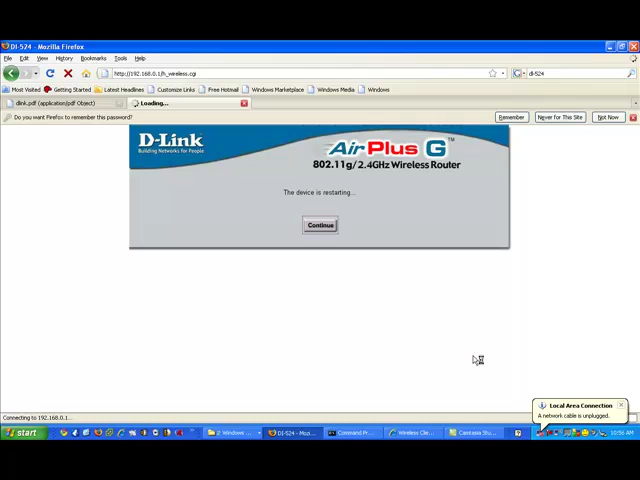 DI-524 - Mozilla Firefox
File Edit View History Bookmarks Tools Help
http://192.168.0.1/h_wireless.cgi
di-524
Most Visited Getting Started Latest Headlines Customize Links Free Hotmail Windows Marketplace Windows Media Windows
dlink.pdf (application/pdf Object)
Loading...
Do you want Firefox to remember this password?
Remember
Never for This Site
Not Now
D-Link
Building Networks for People
AirPlus G TM
802.11g/2.4GHz Wireless Router
The device is restarting...
Continue
Local Area Connection
A network cable is unplugged.
Connecting to 192.168.0.1...
start
2 Windows
DI-524 - Moz...
Command Pr...
Wireless Clie...
Camtasia Stu...
10:56 AM